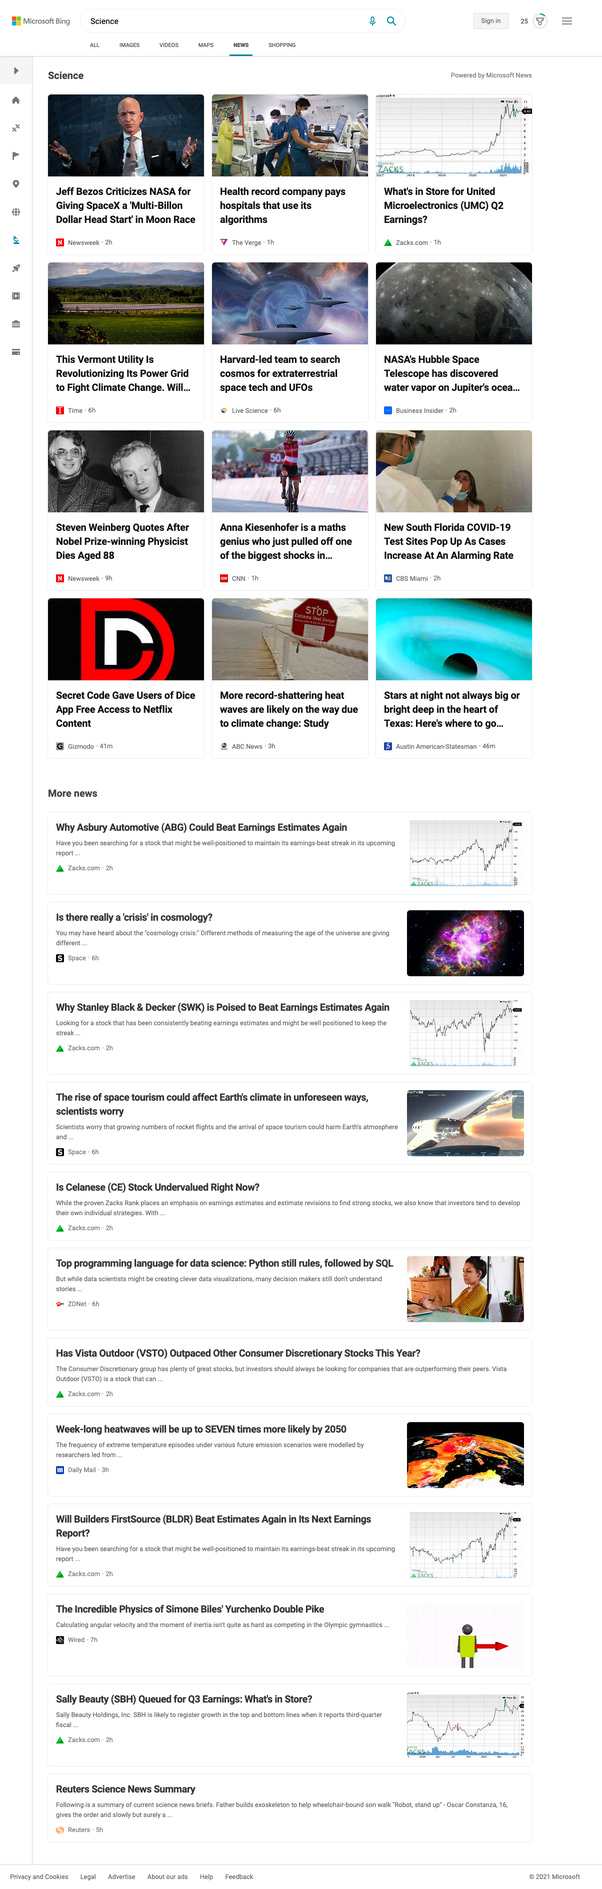 Microsoft Bing
Science
Sign in
25
ALL
IMAGES
VIDEOS
MAPS
NEWS
SHOPPING
Science
Powered by Microsoft News
Jeff Bezos Criticizes NASA for
Giving SpaceX a 'Multi-Billon
Dollar Head Start' in Moon Race
Newsweek · 2h
Health record company pays
hospitals that use its
algorithms
The Verge · 1h
What's in Store for United
Microelectronics (UMC) Q2
Earnings?
Zacks.com · 1h
This Vermont Utility Is
Revolutionizing Its Power Grid
to Fight Climate Change. Will...
Time · 6h
Harvard-led team to search
cosmos for extraterrestrial
space tech and UFOs
Live Science · 6h
NASA's Hubble Space
Telescope has discovered
water vapor on Jupiter's ocea...
Business Insider · 2h
Steven Weinberg Quotes After
Nobel Prize-winning Physicist
Dies Aged 88
Newsweek · 9h
Anna Kiesenhofer is a maths
genius who just pulled off one
of the biggest shocks in...
CNN · 1h
New South Florida COVID-19
Test Sites Pop Up As Cases
Increase At An Alarming Rate
CBS Miami · 2h
Secret Code Gave Users of Dice
App Free Access to Netflix
Content
Gizmodo · 41m
STOP
Extreme Heat Danger
More record-shattering heat
waves are likely on the way due
to climate change: Study
ABC News · 3h
Stars at night not always big or
bright deep in the heart of
Texas: Here's where to go...
Austin American-Statesman · 46m
More news
Why Asbury Automotive (ABG) Could Beat Earnings Estimates Again
Have you been searching for a stock that might be well-positioned to maintain its earnings-beat streak in its upcoming
report ...
Zacks.com · 2h
ZACKS
Is there really a 'crisis' in cosmology?
You may have heard about the "cosmology crisis:" Different methods of measuring the age of the universe are giving
different ...
Space · 6h
Why Stanley Black & Decker (SWK) is Poised to Beat Earnings Estimates Again
Looking for a stock that has been consistently beating earnings estimates and might be well positioned to keep the
streak ...
Zacks.com · 2h
ZACKS
The rise of space tourism could affect Earth's climate in unforeseen ways,
scientists worry
Scientists worry that growing numbers of rocket flights and the arrival of space tourism could harm Earth's atmosphere
and ...
Space · 6h
Is Celanese (CE) Stock Undervalued Right Now?
While the proven Zacks Rank places an emphasis on earnings estimates and estimate revisions to find strong stocks, we also know that investors tend to develop
their own individual strategies. With ...
Zacks.com · 2h
Top programming language for data science: Python still rules, followed by SQL
But while data scientists might be creating clever data visualizations, many decision makers still don't understand
stories ...
ZDNet · 6h
Has Vista Outdoor (VSTO) Outpaced Other Consumer Discretionary Stocks This Year?
The Consumer Discretionary group has plenty of great stocks, but investors should always be looking for companies that are outperforming their peers. Vista
Outdoor (VSTO) is a stock that can ...
Zacks.com · 2h
Week-long heatwaves will be up to SEVEN times more likely by 2050
The frequency of extreme temperature episodes under various future emission scenarios were modelled by
researchers led from ...
Daily Mail · 3h
Will Builders FirstSource (BLDR) Beat Estimates Again in Its Next Earnings
Report?
Have you been searching for a stock that might be well-positioned to maintain its earnings-beat streak in its upcoming
report ...
Zacks.com · 2h
ZACKS
The Incredible Physics of Simone Biles' Yurchenko Double Pike
Calculating angular velocity and the moment of inertia isn't quite as hard as competing in the Olympic gymnastics ...
Wired · 7h
Sally Beauty (SBH) Queued for Q3 Earnings: What's in Store?
Sally Beauty Holdings, Inc. SBH is likely to register growth in the top and bottom lines when it reports third-quarter
fiscal ...
Zacks.com · 2h
Reuters Science News Summary
Following is a summary of current science news briefs. Father builds exoskeleton to help wheelchair-bound son walk "Robot, stand up" - Oscar Constanza, 16,
gives the order and slowly but surely a ...
Reuters · 5h
Privacy and Cookies
Legal
Advertise
About our ads
Help
Feedback
© 2021 Microsoft